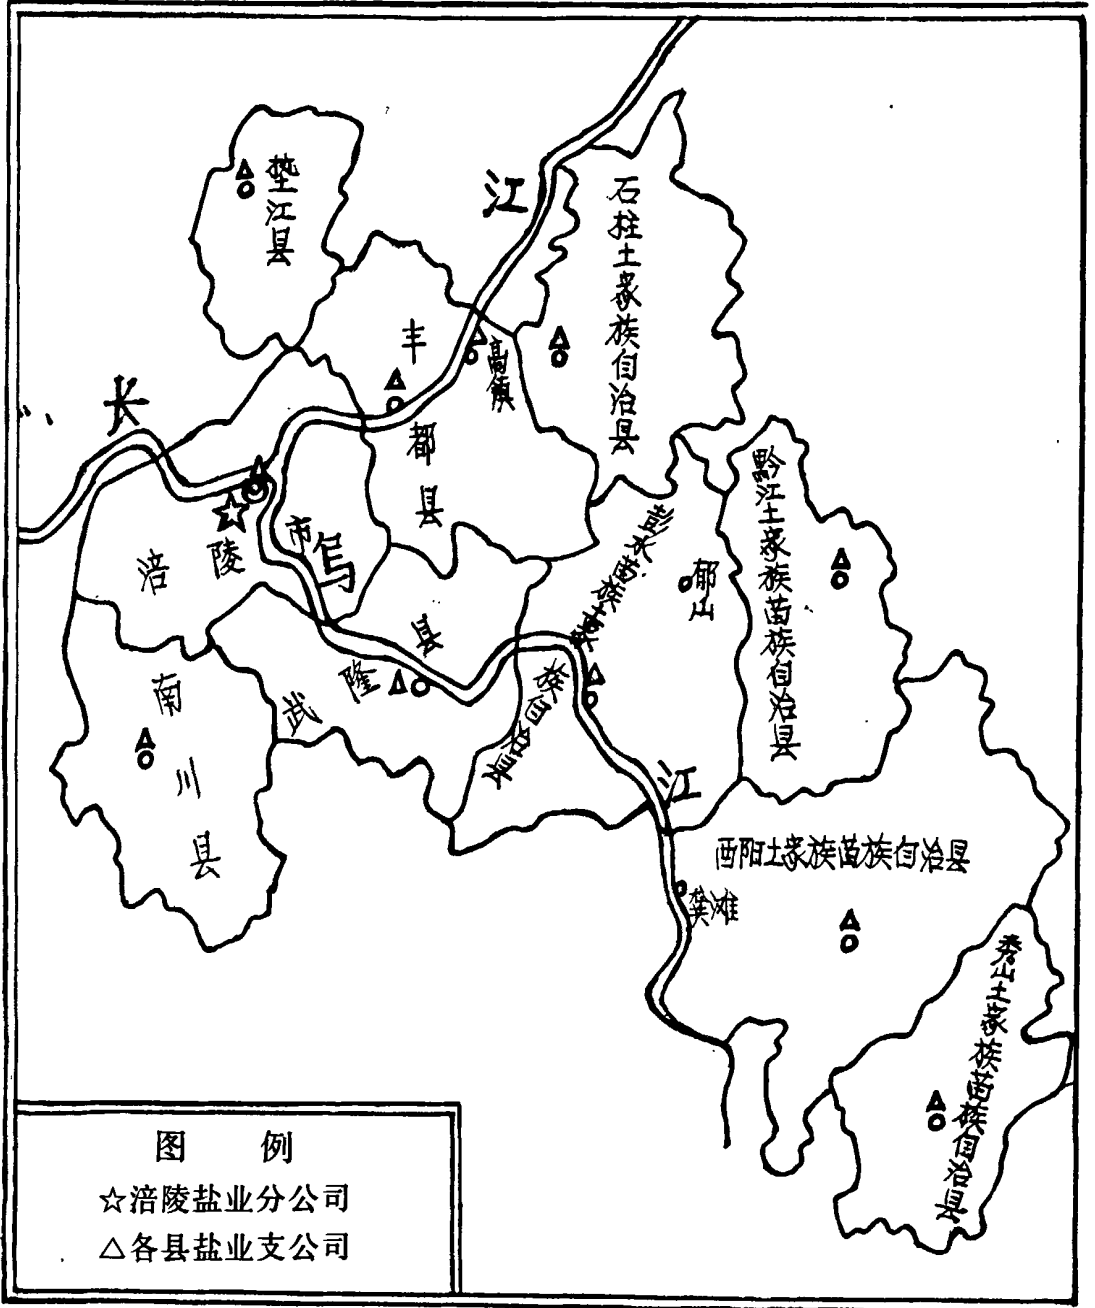 垫江县
江
石柱土家族自治县
丰都县
高镇
长
涪陵市
乌
黔江土家族苗族自治县
彭水苗族土家族自治县
郁山
武隆县
南川县
江
酉阳土家族苗族自治县
龚滩
秀山土家族苗族自治县
图 例
☆涪陵盐业分公司
△各县盐业支公司